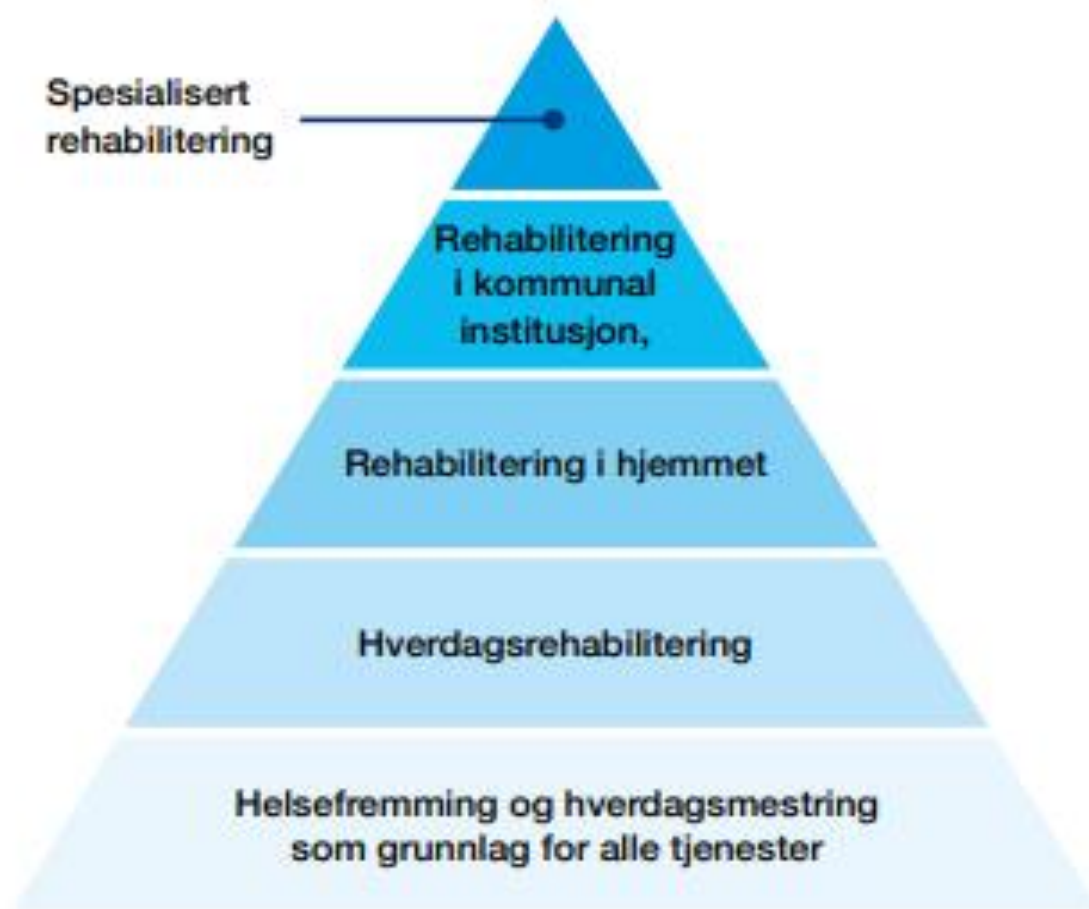 Spesialisert
rehabilitering
Rehabilitering
i kommunal
institusjon,
Rehabilitering i hjemmet
Hverdagsrehabilitering
Helsefremming og hverdagsmestring
som grunnlag for alle tjenester